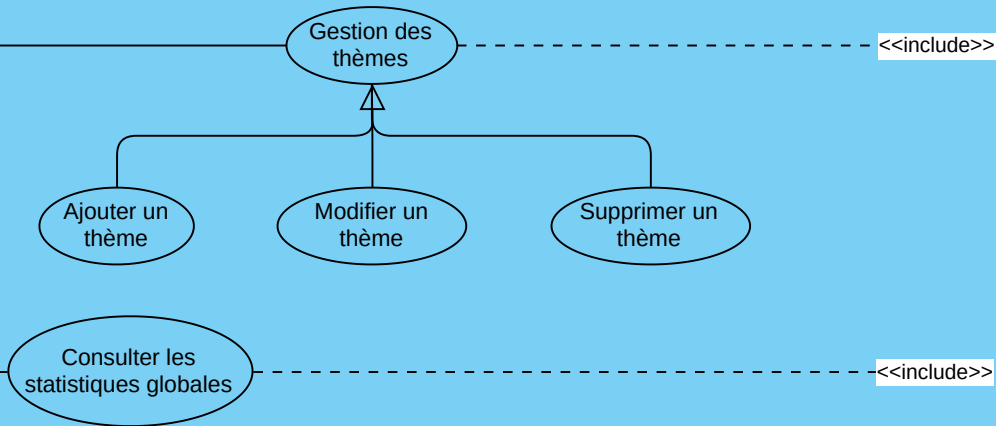 Gestion des
thèmes
<<include>>
Ajouter un
thème
Modifier un
thème
Supprimer un
thème
Consulter les
statistiques globales
<<include>>